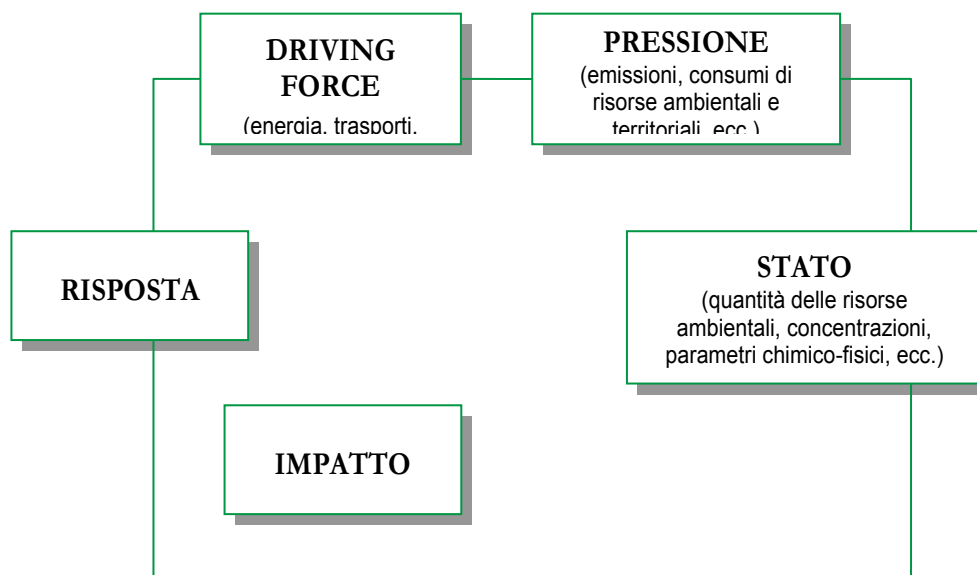 DRIVING
FORCE
(energia, trasporti,
PRESSIONE
(emissioni, consumi di
risorse ambientali e
territoriali, ecc.)
RISPOSTA
STATO
(quantità delle risorse
ambientali, concentrazioni,
parametri chimico-fisici, ecc.)
IMPATTO